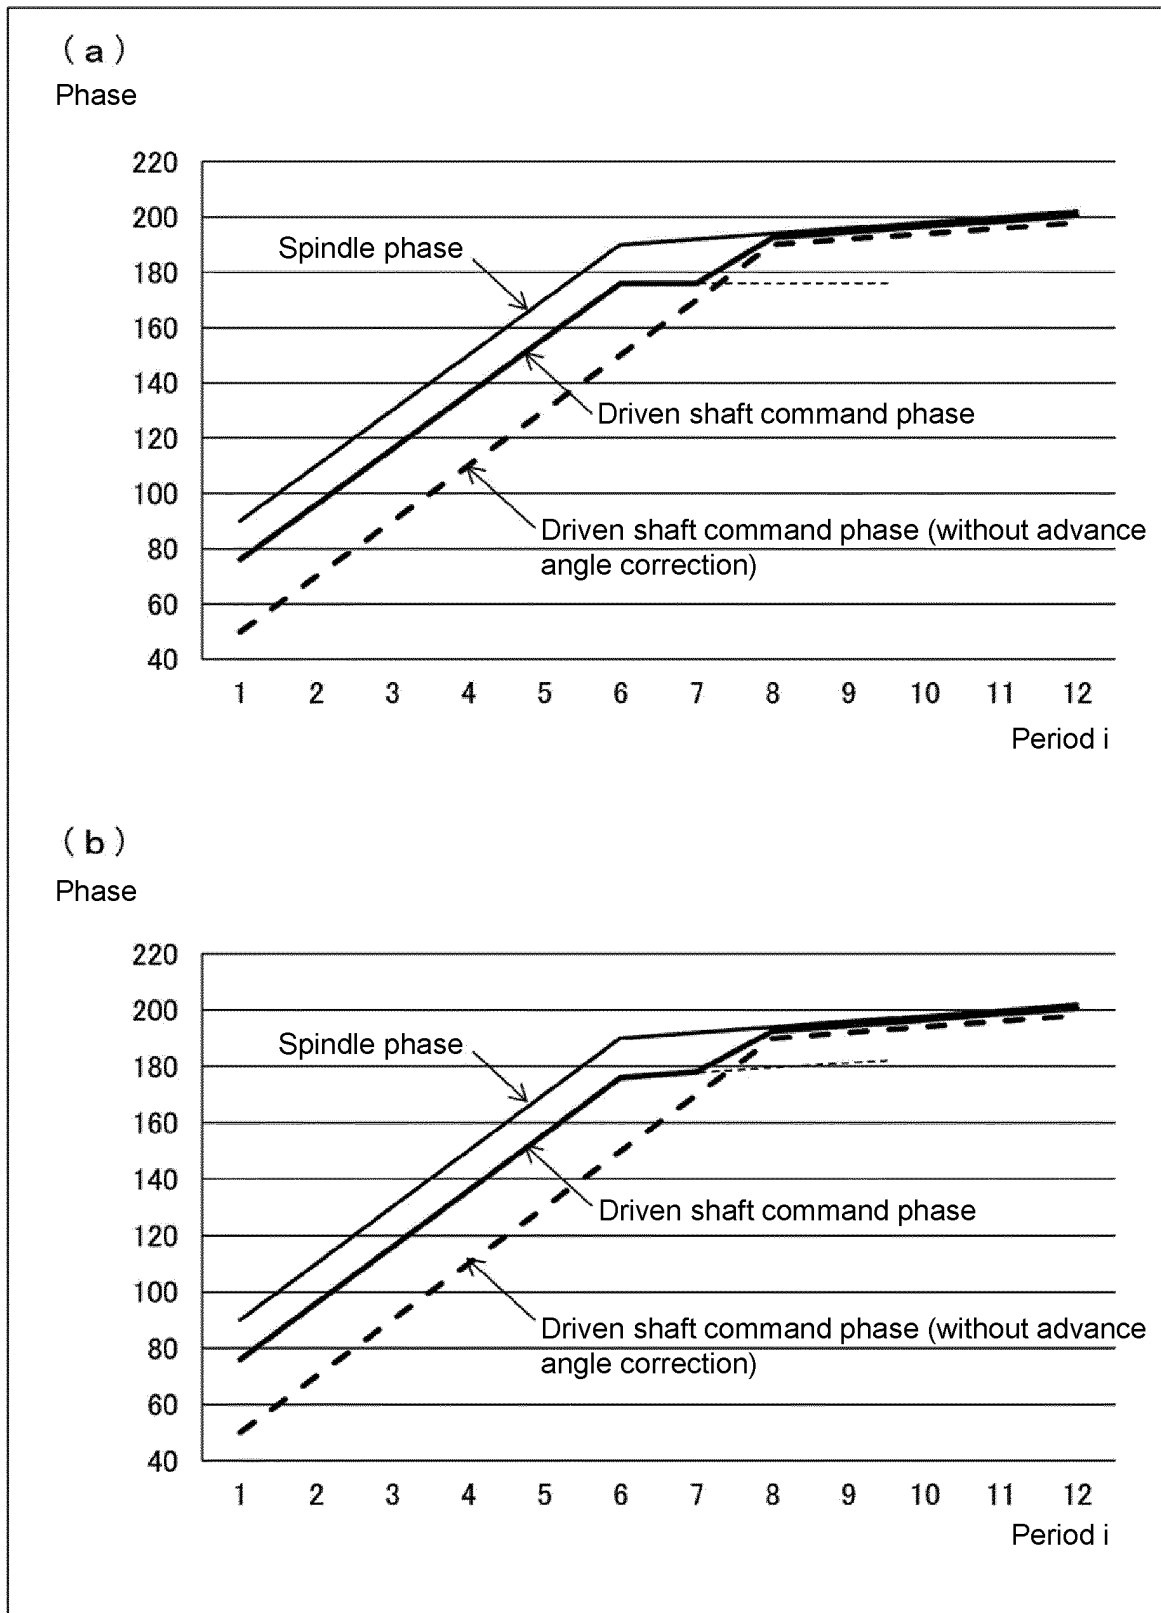 (a)
Phase
220
200
Spindle phase
180
160
140
Driven shaft command phase
120
100
Driven shaft command phase (without advance
angle correction)
80
60
40
1 2 3 4 5 6 7 8 9 10 11 12
Period i
(b)
Phase
220
200
Spindle phase
180
160
140
Driven shaft command phase
120
100
Driven shaft command phase (without advance
angle correction)
80
60
40
1 2 3 4 5 6 7 8 9 10 11 12
Period i